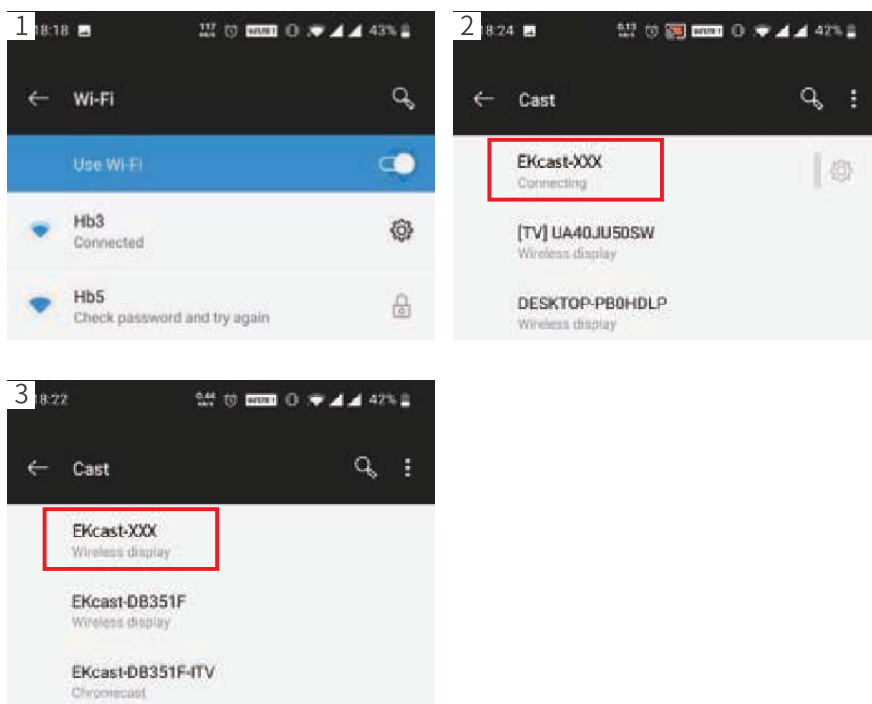 1 18:18 43%
Wi-Fi
Use Wi-Fi
Hb3
Connected
Hb5
Check password and try again
2 18:24 42%
Cast
EKcast-XXX
Connecting
[TV] UA40JU50SW
Wireless display
DESKTOP-PB0HDLP
Wireless display
3 18:22 42%
Cast
EKcast-XXX
Wireless display
EKcast-DB351F
Wireless display
EKcast-DB351F-ITV
Chromecast